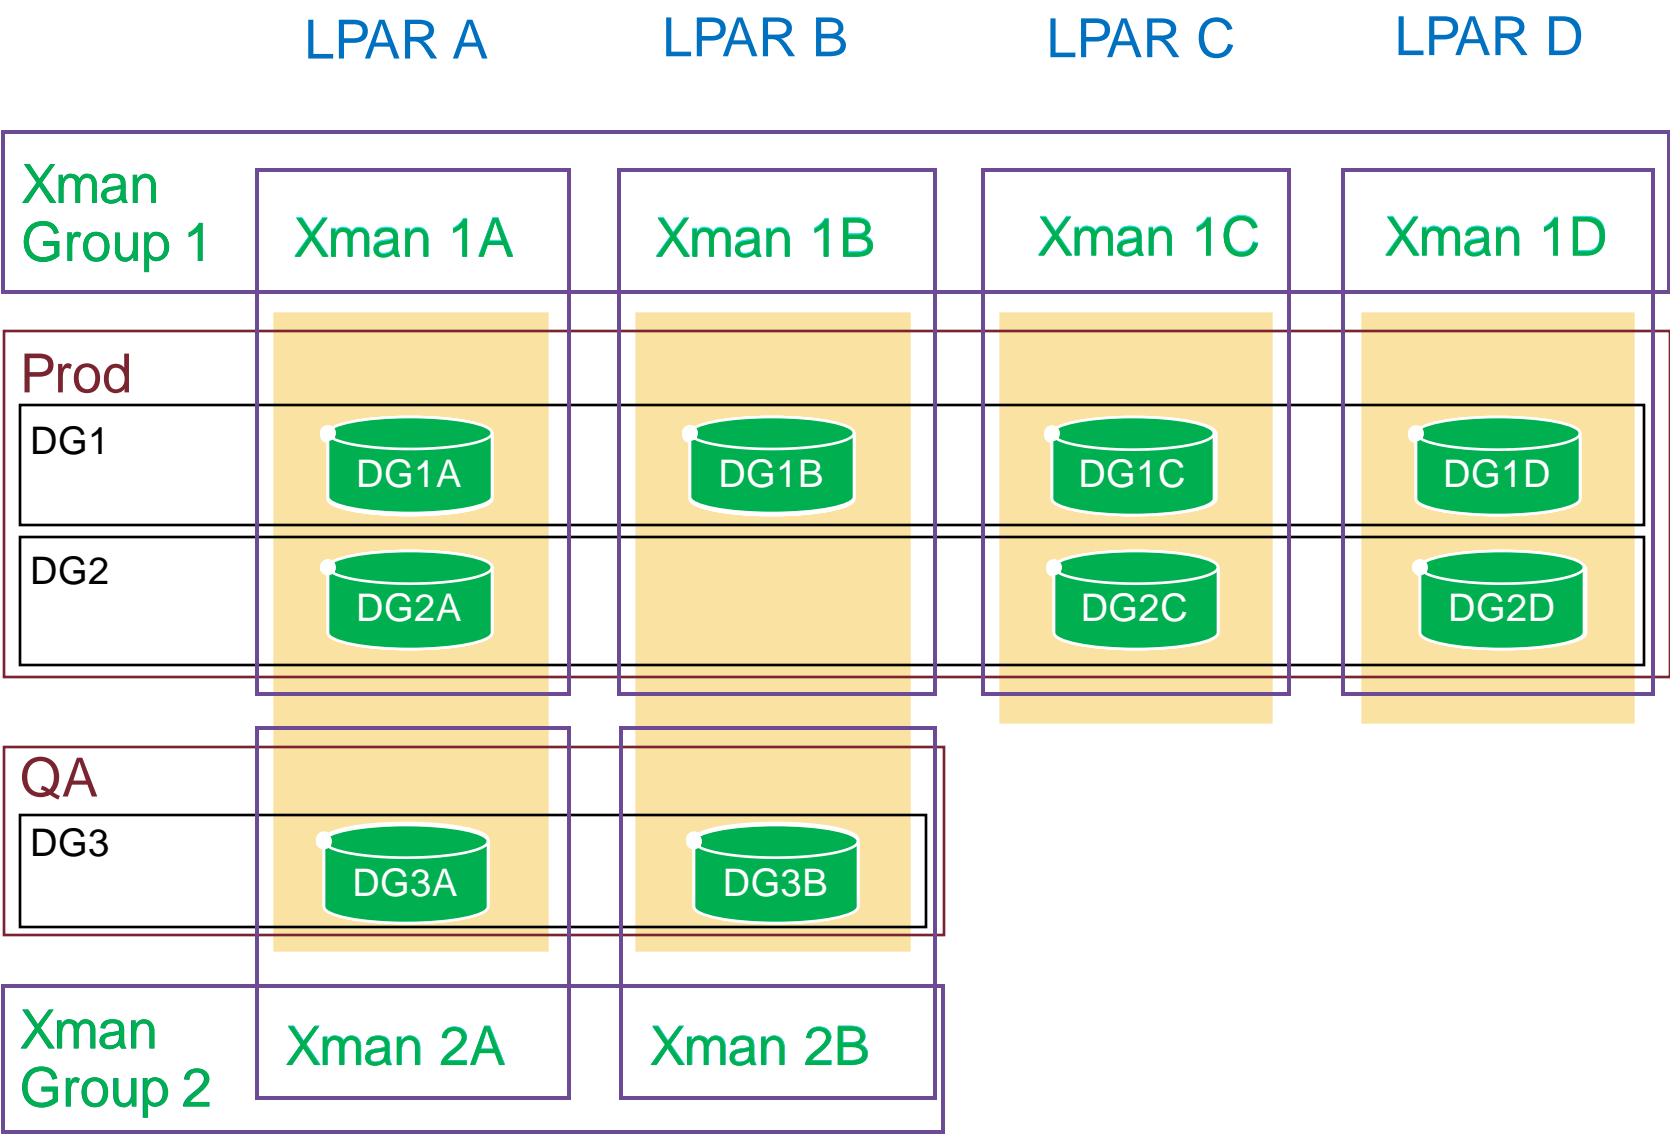 LPAR A
LPAR B
LPAR C
LPAR D
Xman
Group 1
Xman 1A
Xman 1B
Xman 1C
Xman 1D
Prod
DG1
DG1A
DG1B
DG1C
DG1D
DG2
DG2A
DG2C
DG2D
QA
DG3
DG3A
DG3B
Xman
Group 2
Xman 2A
Xman 2B